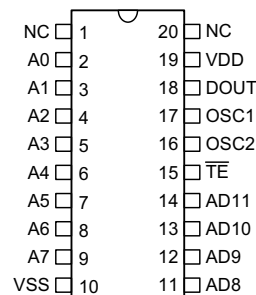 NC 1 20 NC
A0 2 19 VDD
A1 3 18 DOUT
A2 4 17 OSC1
A3 5 16 OSC2
A4 6 15 T̅E̅
A5 7 14 AD11
A6 8 13 AD10
A7 9 12 AD9
VSS 10 11 AD8